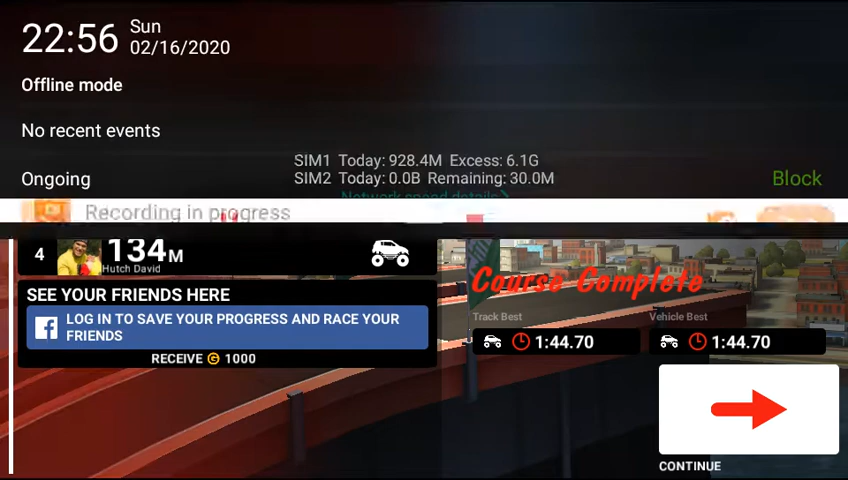 22:56
Sun
02/16/2020
Offline mode
No recent events
Ongoing
SIM1 Today: 928.4M Excess: 6.1G
SIM2 Today: 0.0B Remaining: 30.0M
Network speed details
Block
Recording in progress
4
134M
Hutch David
SEE YOUR FRIENDS HERE
LOG IN TO SAVE YOUR PROGRESS AND RACE YOUR
FRIENDS
RECEIVE G 1000
Course Complete
Track Best
Vehicle Best
1:44.70
1:44.70
CONTINUE